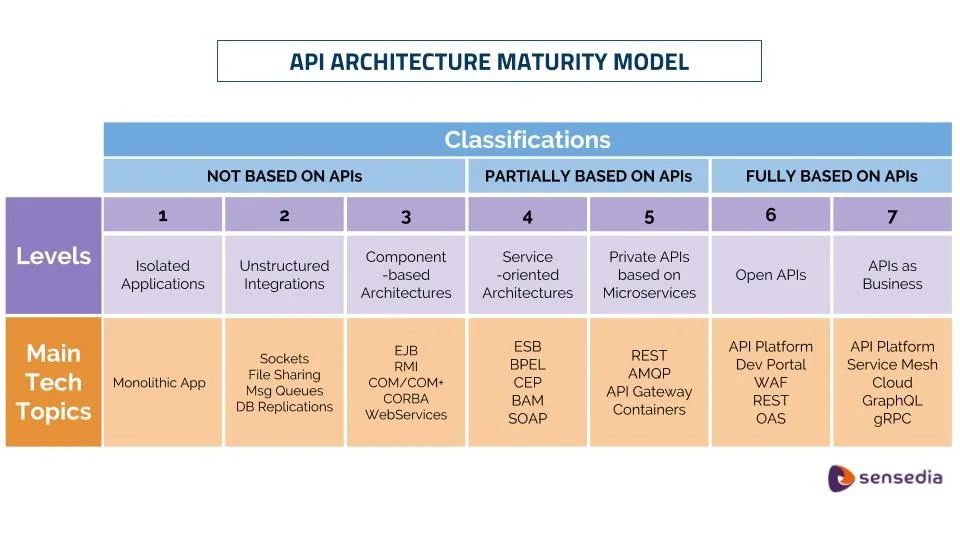 API ARCHITECTURE MATURITY MODEL
Classifications
NOT BASED ON APIs
PARTIALLY BASED ON APIs
FULLY BASED ON APIs
Levels
1
2
3
4
5
6
7
Isolated
Applications
Unstructured
Integrations
Component
-based
Architectures
Service
-oriented
Architectures
Private APIs
based on
Microservices
Open APIs
APIs as
Business
Main
Tech
Topics
Monolithic App
Sockets
File Sharing
Msg Queues
DB Replications
EJB
RMI
COM/COM+
CORBA
WebServices
ESB
BPEL
CEP
BAM
SOAP
REST
AMQP
API Gateway
Containers
API Platform
Dev Portal
WAF
REST
OAS
API Platform
Service Mesh
Cloud
GraphQL
gRPC
sensedia